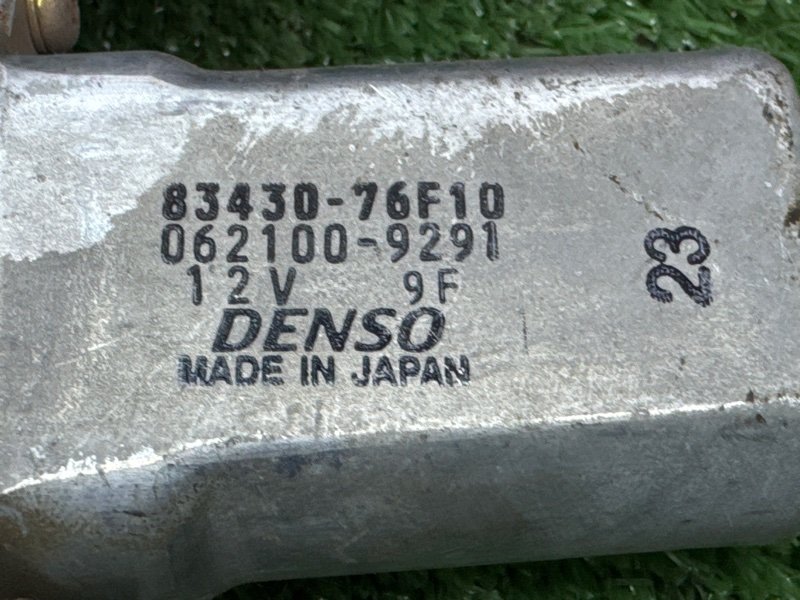 83430-76F10
062100-9291
12V 9F
DENSO
MADE IN JAPAN
23